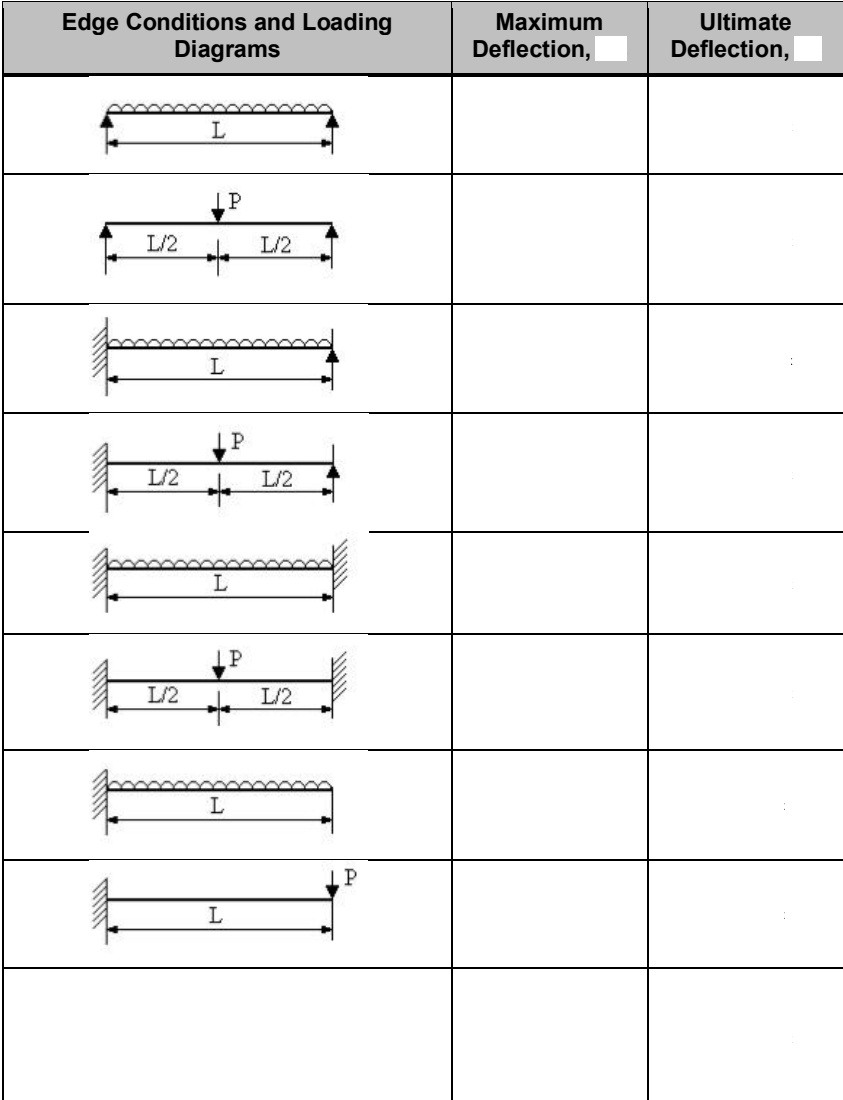 Edge Conditions and Loading
Diagrams
Maximum
Deflection,
Ultimate
Deflection,
L
P
L/2 L/2
L
P
L/2 L/2
L
P
L/2 L/2
L
P
L